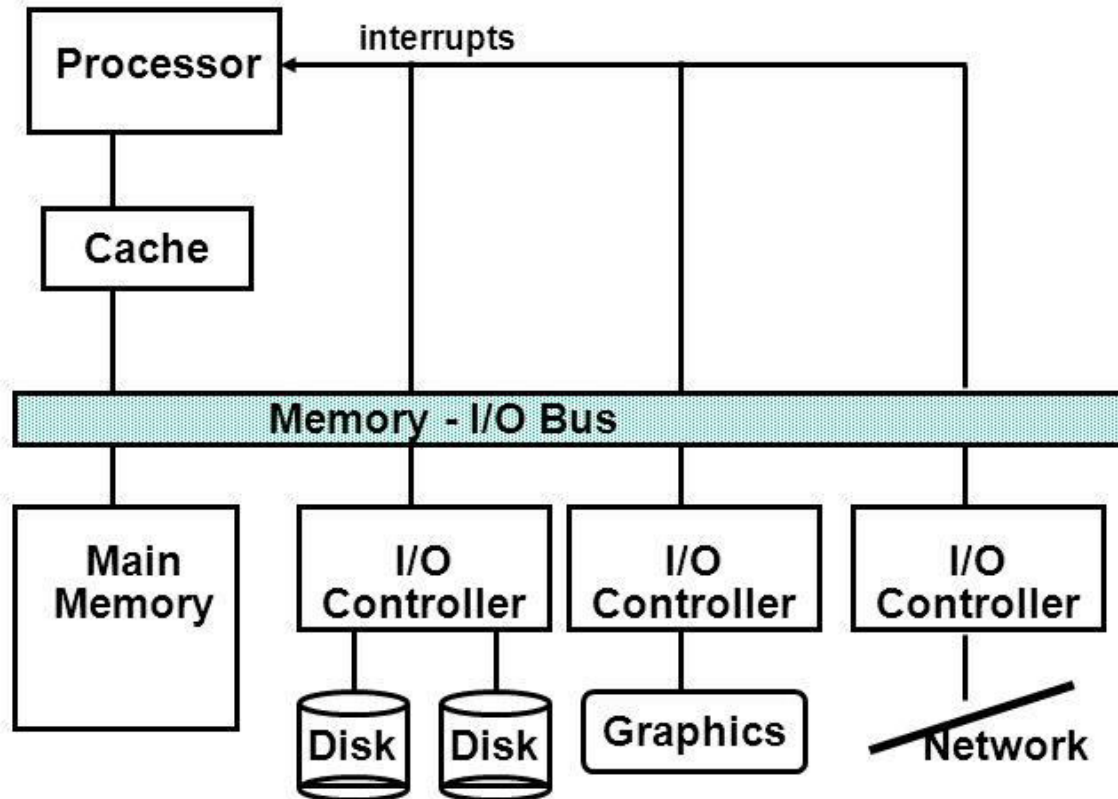 interrupts
Processor
Cache
Memory - I/O Bus
Main
Memory
I/O
Controller
I/O
Controller
I/O
Controller
Disk
Disk
Graphics
Network